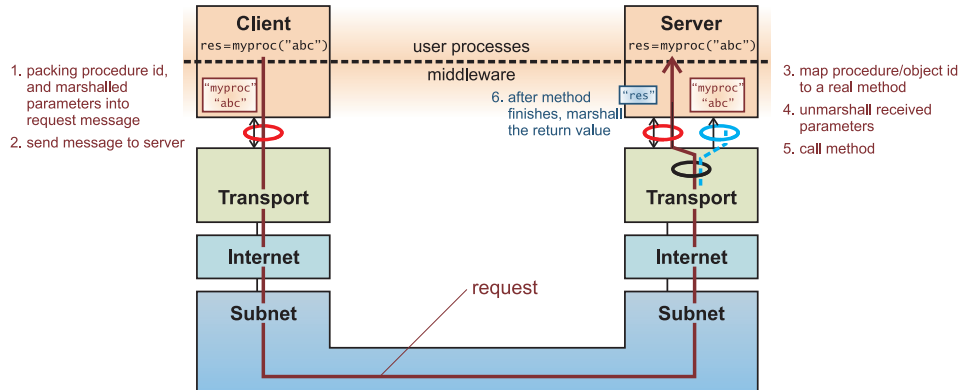 Client
res=myproc("abc")
user processes
middleware
Server
res=myproc("abc")
1. packing procedure id,
and marshalled
parameters into
request message
2. send message to server
“myproc”
“abc”
6. after method
finishes, marshall
the return value
“res”
“myproc”
“abc”
3. map procedure/object id
to a real method
4. unmarshall received
parameters
5. call method
Transport
Transport
Internet
Internet
request
Subnet
Subnet